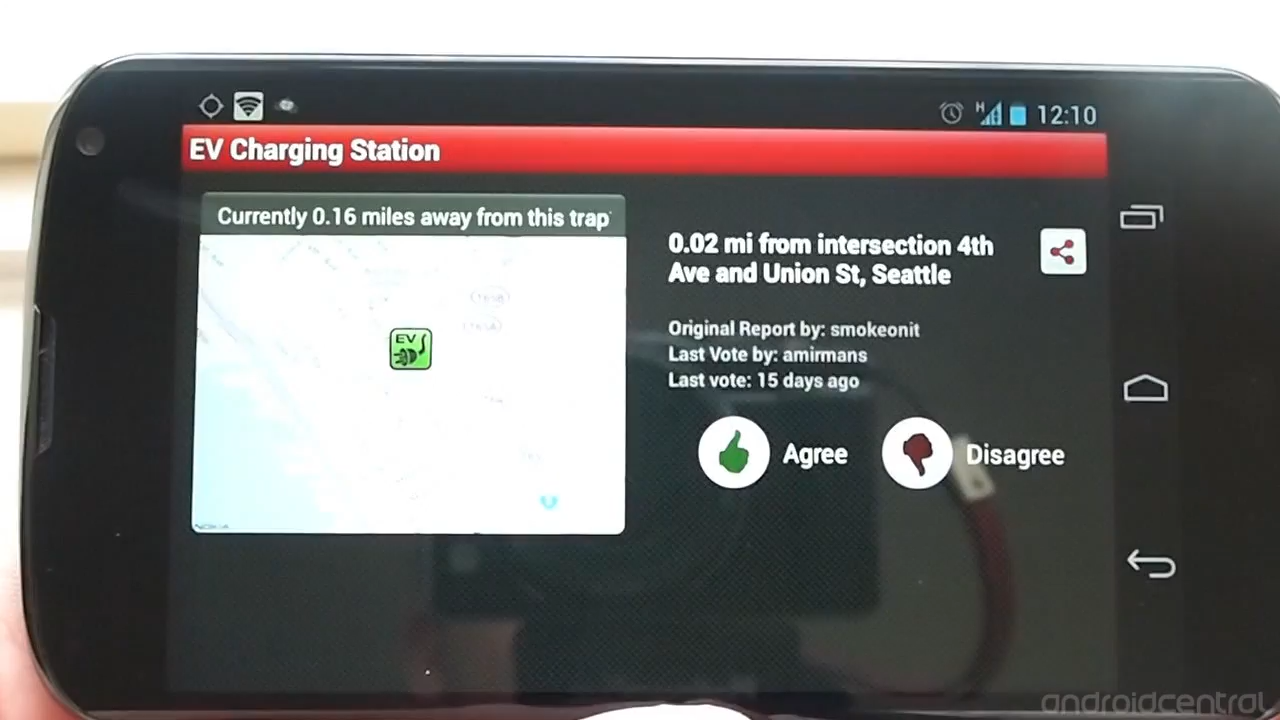 H 12:10
EV Charging Station
Currently 0.16 miles away from this trap
0.02 mi from intersection 4th
Ave and Union St, Seattle
EV
Original Report by: smokeonit
Last Vote by: amirmans
Last vote: 15 days ago
Agree
Disagree
NOKIA
androidcentral